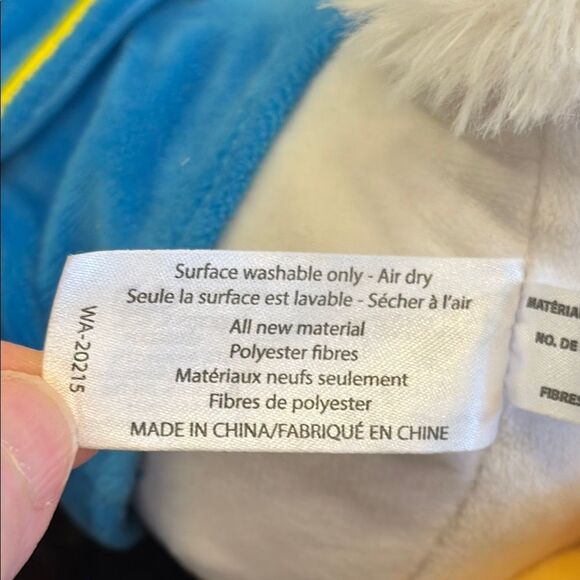 Surface washable only - Air dry
Seule la surface est lavable - Sécher à l'air
All new material
Polyester fibres
Matériaux neufs seulement
Fibres de polyester
MADE IN CHINA/FABRIQUÉ EN CHINE
WA-20215
NO. DE
FIBRES